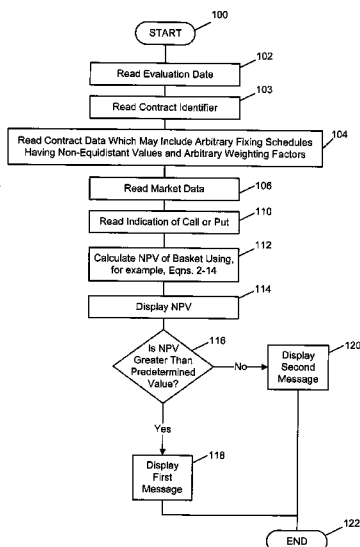 100
START
102
Read Evaluation Date
103
Read Contract Identifier
Read Contract Data Which May Include Arbitrary Fixing Schedules
Having Non-Equidistant Values and Arbitrary Weighting Factors
104
106
Read Market Data
110
Read Indication of Call or Put
112
Calculate NPV of Basket Using,
for example, Eqns. 2-14
114
Display NPV
116
Is NPV
Greater Than
Predetermined
Value?
No
120
Display
Second
Message
Yes
118
Display
First
Message
END
122